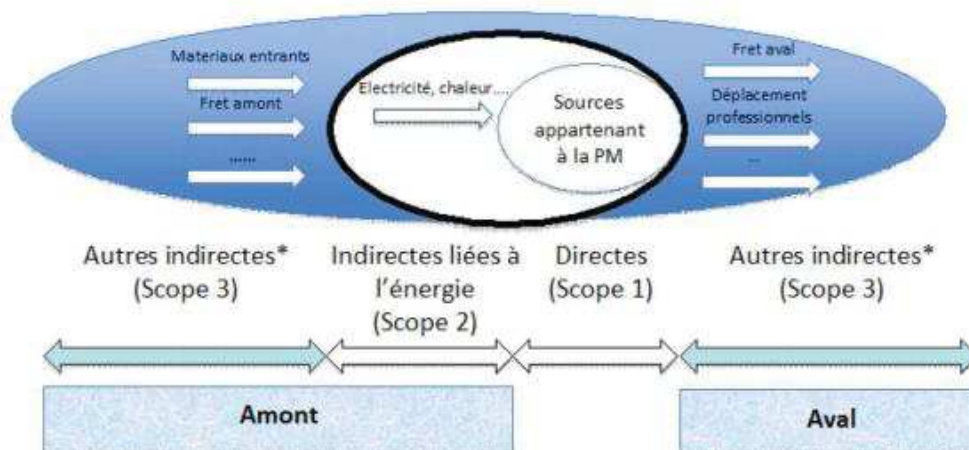 Materiaux entrants
Fret amont
......
Electricité, chaleur....
Sources
appartenant
à la PM
Fret aval
Déplacement
professionnels
...
Autres indirectes*
(Scope 3)
Indirectes liées à
l'énergie
(Scope 2)
Directes
(Scope 1)
Autres indirectes*
(Scope 3)
Amont
Aval